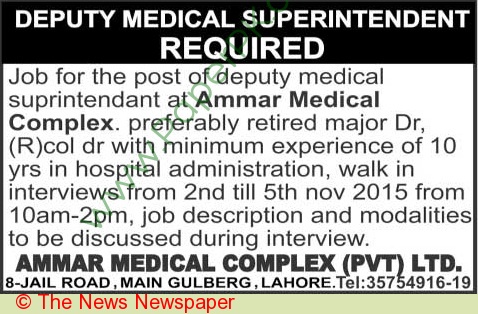 DEPUTY MEDICAL SUPERINTENDENT
REQUIRED
Job for the post of deputy medical
suprintendant at Ammar Medical
Complex. preferably retired major Dr,
(R)col dr with minimum experience of 10
yrs in hospital administration, walk in
interviews from 2nd till 5th nov 2015 from
10am-2pm, job description and modalities
to be discussed during interview.
AMMAR MEDICAL COMPLEX (PVT) LTD.
8-JAIL ROAD, MAIN GULBERG, LAHORE.Tel:35754916-19
© The News Newspaper